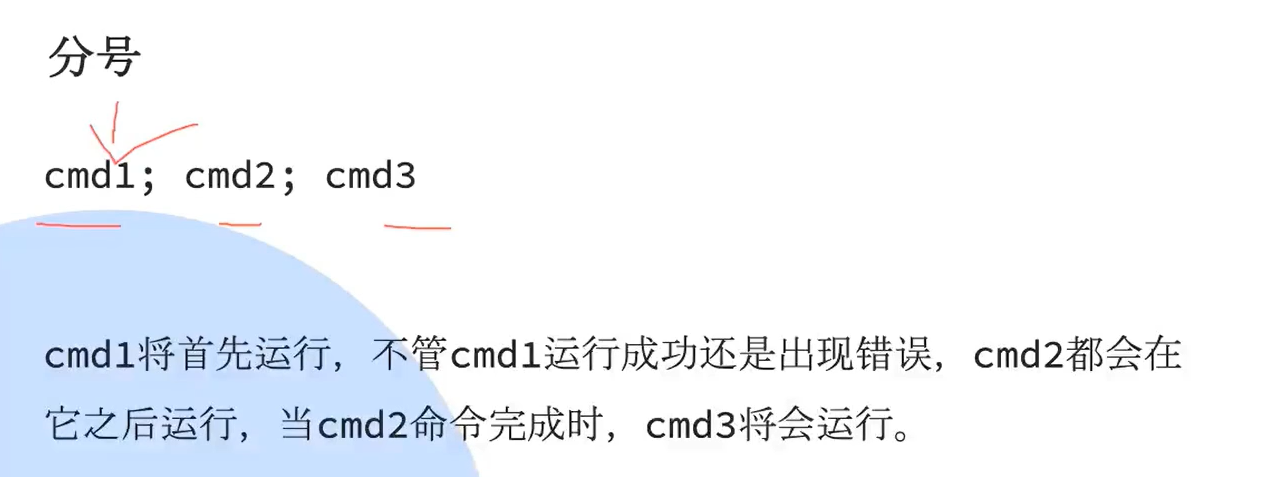 分号
cmd1; cmd2; cmd3
cmd1将首先运行，不管cmd1运行成功还是出现错误，cmd2都会在
它之后运行，当cmd2命令完成时，cmd3将会运行。